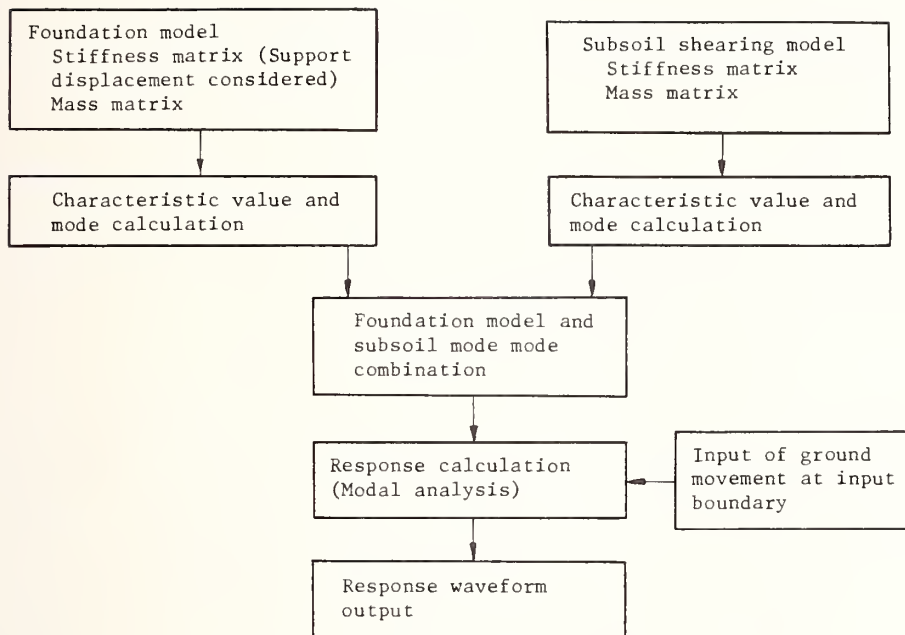 Foundation model
Stiffness matrix (Support
displacement considered)
Mass matrix
Subsoil shearing model
Stiffness matrix
Mass matrix
Characteristic value and
mode calculation
Characteristic value and
mode calculation
Foundation model and
subsoil mode mode
combination
Response calculation
(Modal analysis)
Input of ground
movement at input
boundary
Response waveform
output